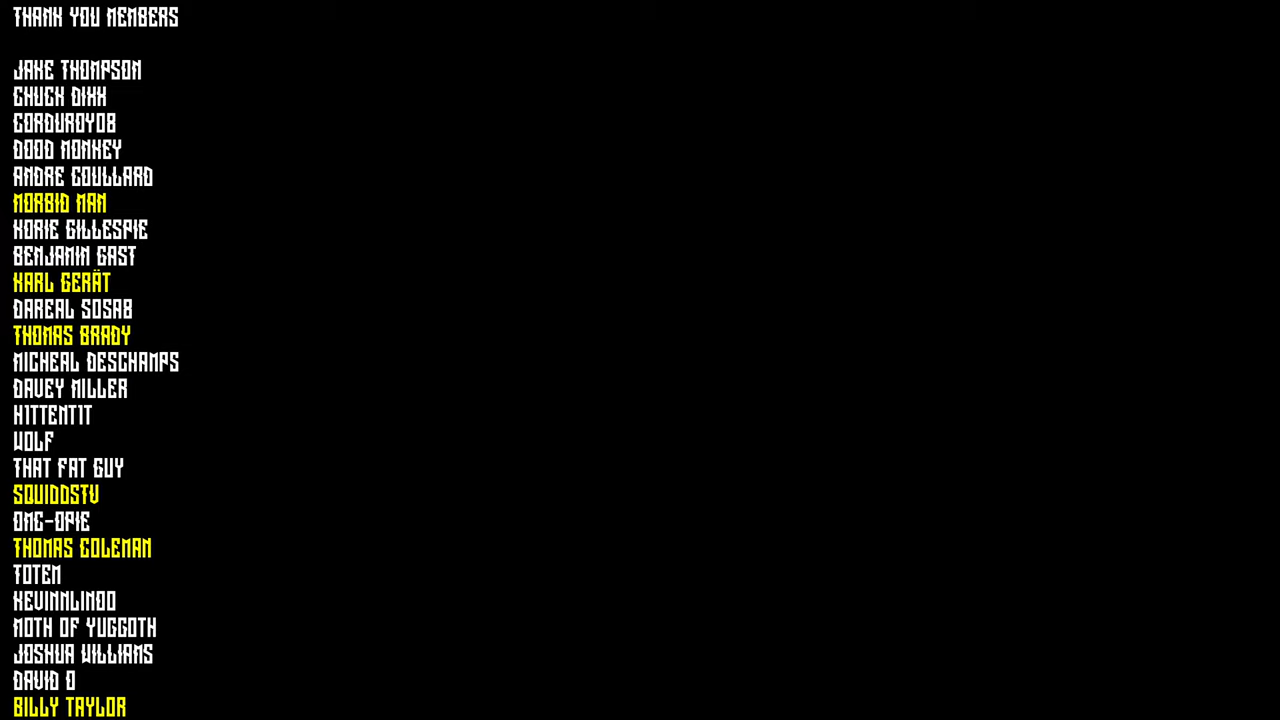 THANK YOU MEMBERS
JAKE THOMPSON
CHUCK DIXX
CORDUROY08
DOOD MONKEY
ANDRE COULLARD
MORBID MAN
KORIE GILLESPIE
BENJAMIN GAST
KARL GERÄT
DAREAL SOSA8
THOMAS BRADY
MICHEAL DESCHAMPS
DAVEY MILLER
K1TTENT1T
WOLF
THAT FAT GUY
SQUIDDSTV
OMG-OPIE
THOMAS COLEMAN
TOTEM
KEVINNLINDO
MOTH OF YUGGOTH
JOSHUA WILLIAMS
DAVID O
BILLY TAYLOR